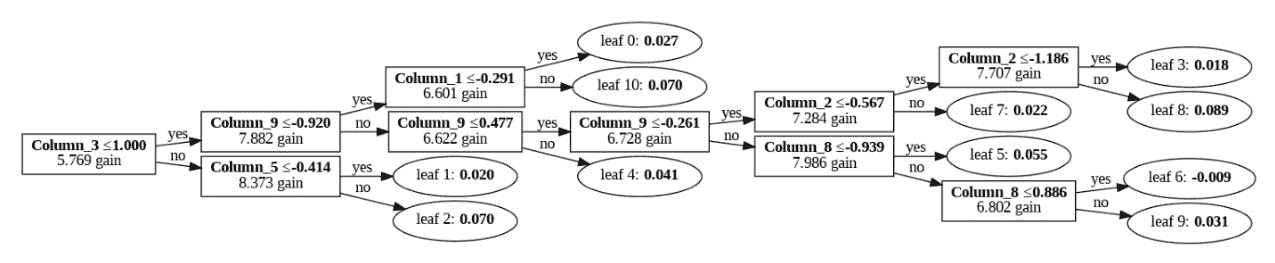 Column_3 ≤1.000
5.769 gain
yes
no
Column_9 ≤-0.920
7.882 gain
yes
no
Column_5 ≤-0.414
8.373 gain
yes
no
Column_1 ≤-0.291
6.601 gain
yes
no
Column_9 ≤0.477
6.622 gain
yes
no
leaf 1: 0.020
leaf 2: 0.070
leaf 0: 0.027
leaf 10: 0.070
Column_9 ≤-0.261
6.728 gain
yes
no
leaf 4: 0.041
Column_2 ≤-0.567
7.284 gain
yes
no
Column_8 ≤-0.939
7.986 gain
yes
no
Column_2 ≤-1.186
7.707 gain
yes
no
leaf 7: 0.022
leaf 5: 0.055
Column_8 ≤0.886
6.802 gain
yes
no
leaf 3: 0.018
leaf 8: 0.089
leaf 6: -0.009
leaf 9: 0.031